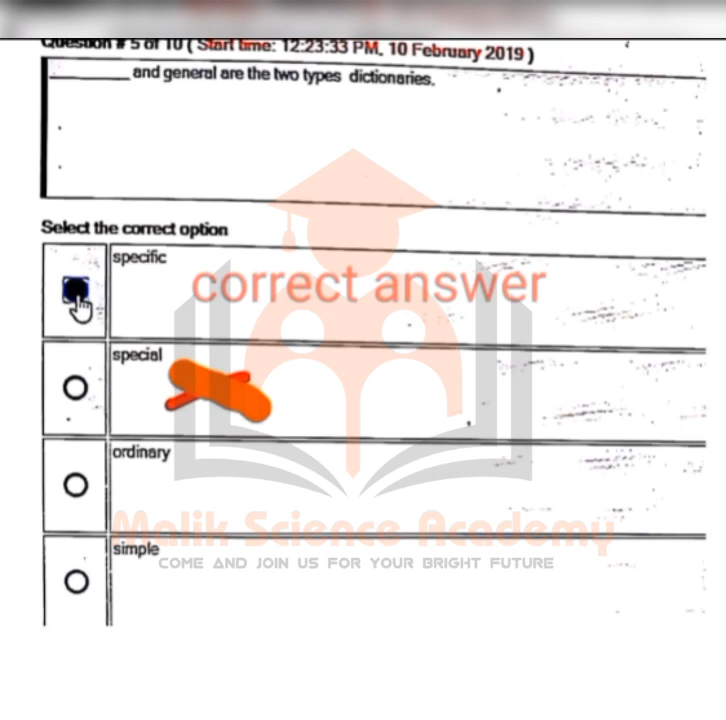 Question # 5 of 10 ( Start time: 12:23:33 PM, 10 February 2019 )
________ and general are the two types dictionaries.
Select the correct option
specific
correct answer
special
ordinary
Malik Science Academy
simple
COME AND JOIN US FOR YOUR BRIGHT FUTURE